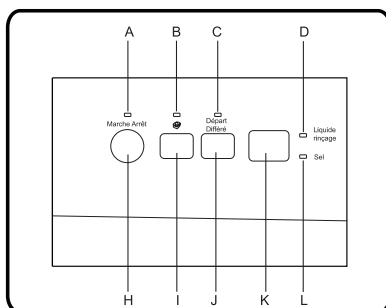 A B C D
Marche Arrêt
Départ
Différé
Liquide
rinçage
Sel
H I J K L